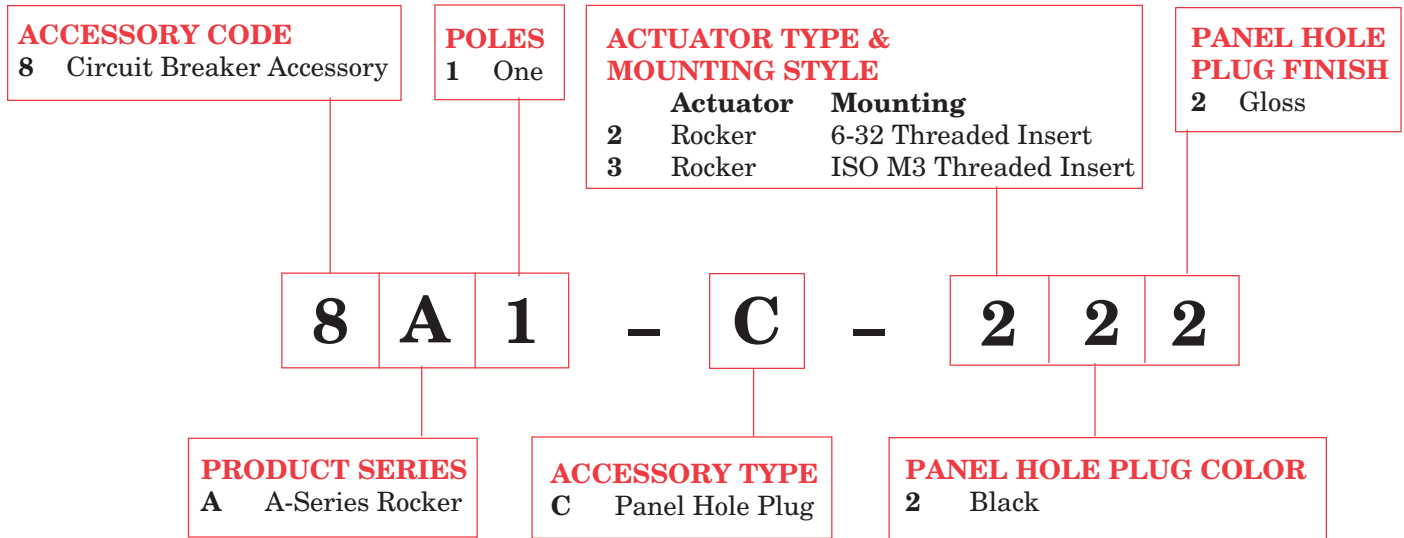 ACCESSORY CODE
8 Circuit Breaker Accessory
POLES
1 One
ACTUATOR TYPE &
MOUNTING STYLE
Actuator Mounting
2 Rocker 6-32 Threaded Insert
3 Rocker ISO M3 Threaded Insert
PANEL HOLE
PLUG FINISH
2 Gloss
8 A 1 – C – 2 2 2
PRODUCT SERIES
A A-Series Rocker
ACCESSORY TYPE
C Panel Hole Plug
PANEL HOLE PLUG COLOR
2 Black